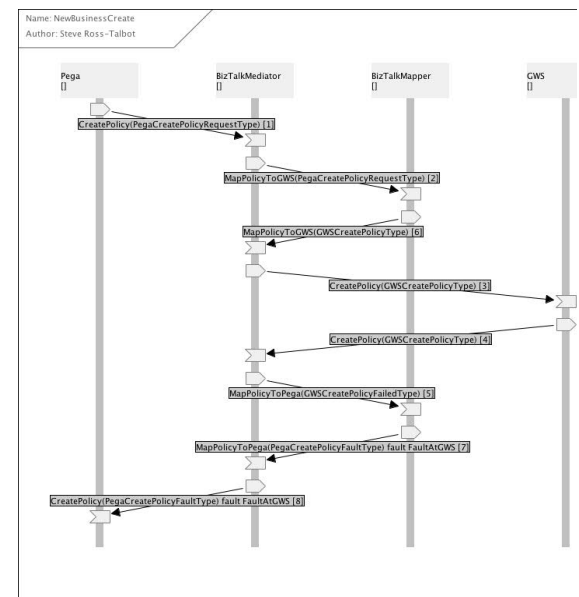 Name: NewBusinessCreate
Author: Steve Ross-Talbot
Pega
[]
BizTalkMediator
[]
BizTalkMapper
[]
GWS
[]
CreatePolicy(PegaCreatePolicyRequestType) [1]
MapPolicyToGWS(PegaCreatePolicyRequestType) [2]
MapPolicyToGWS(GWSCreatePolicyType) [6]
CreatePolicy(GWSCreatePolicyType) [3]
CreatePolicy(GWSCreatePolicyType) [4]
MapPolicyToPega(GWSCreatePolicyFailedType) [5]
MapPolicyToPega(PegaCreatePolicyFaultType) fault FaultAtGWS [7]
CreatePolicy(PegaCreatePolicyFaultType) fault FaultAtGWS [8]